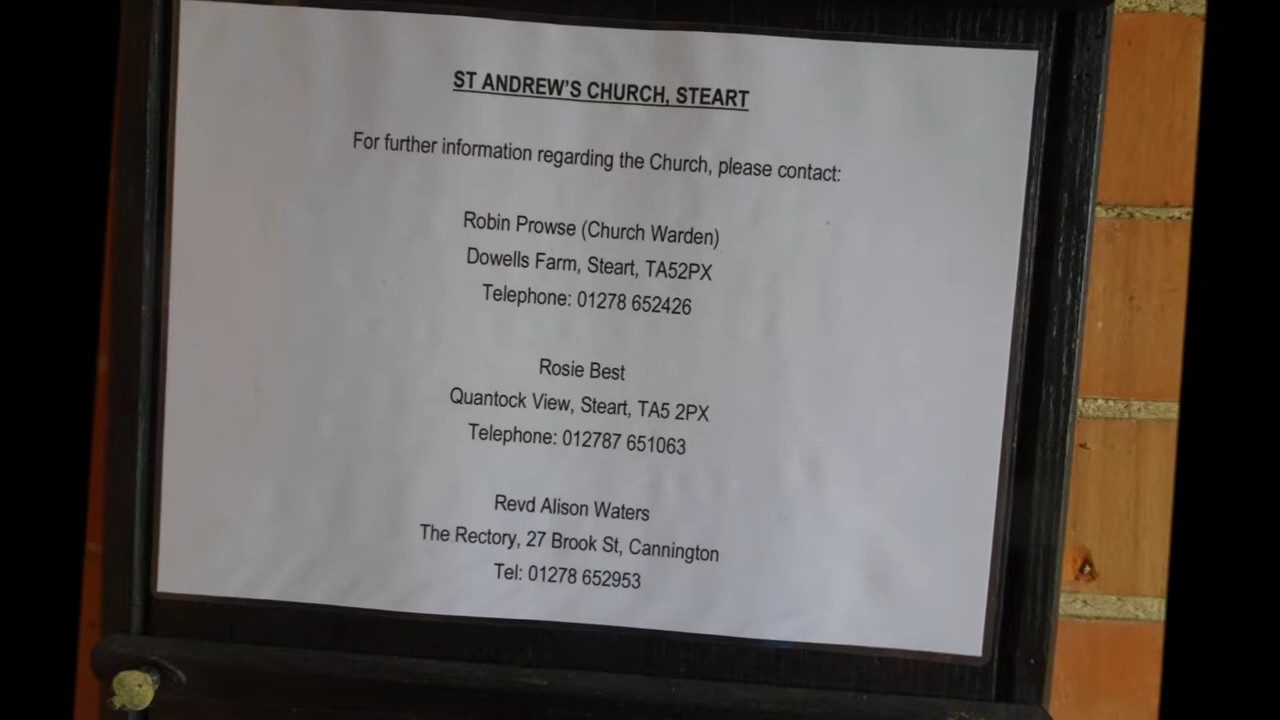 ST ANDREW'S CHURCH, STEART
For further information regarding the Church, please contact:
Robin Prowse (Church Warden)
Dowells Farm, Steart, TA52PX
Telephone: 01278 652426
Rosie Best
Quantock View, Steart, TA5 2PX
Telephone: 012787 651063
Revd Alison Waters
The Rectory, 27 Brook St, Cannington
Tel: 01278 652953